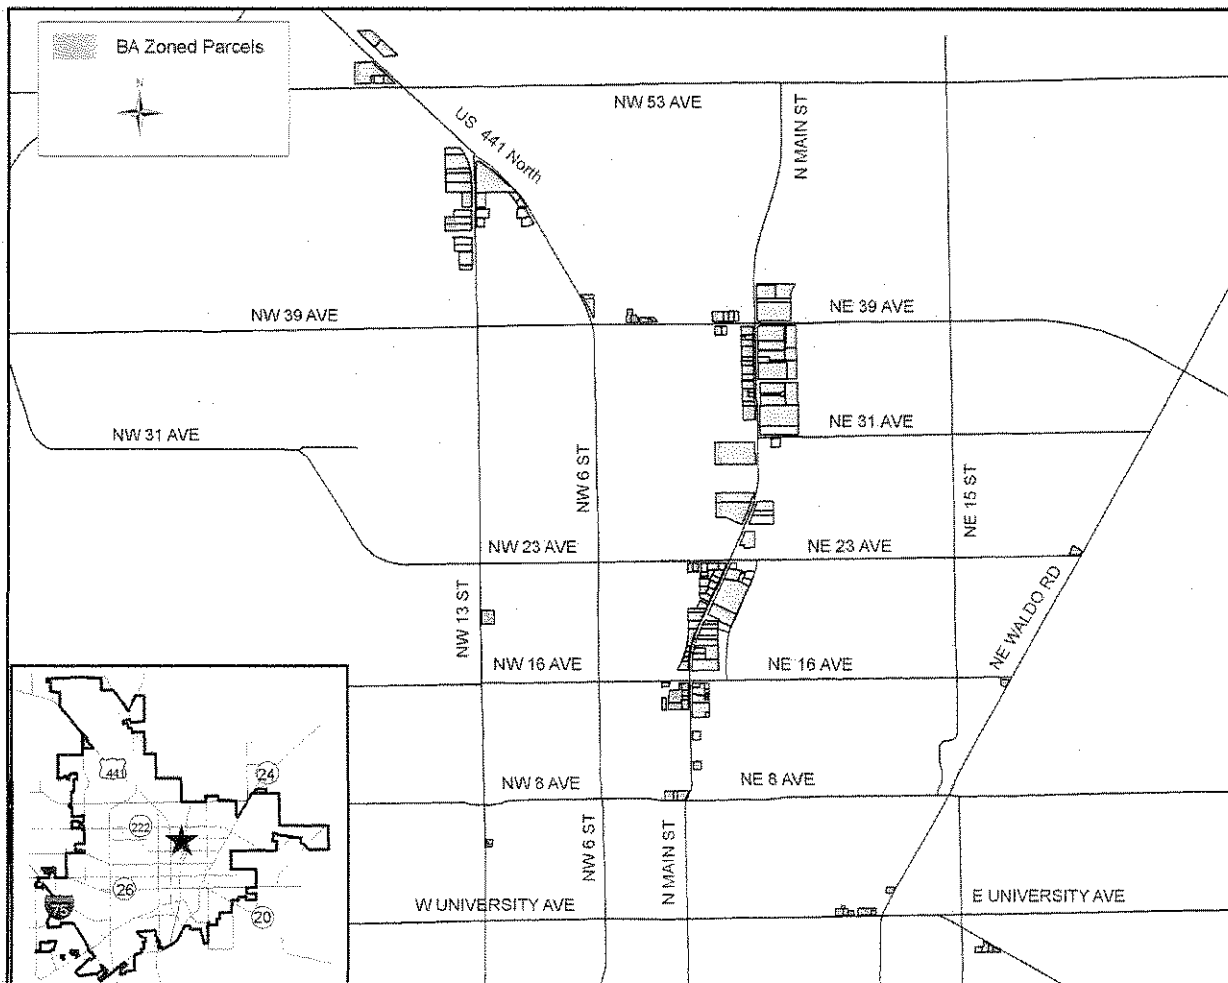 BA Zoned Parcels
N
NW 53 AVE
US 441 North
N MAIN ST
NW 39 AVE
NE 39 AVE
NW 31 AVE
NE 31 AVE
NW 6 ST
NE 15 ST
NW 23 AVE
NE 23 AVE
NW 13 ST
NE WALDO RD
NW 16 AVE
NE 16 AVE
NW 8 AVE
NE 8 AVE
NW 6 ST
N MAIN ST
W UNIVERSITY AVE
E UNIVERSITY AVE
441
24
222
26
75
20